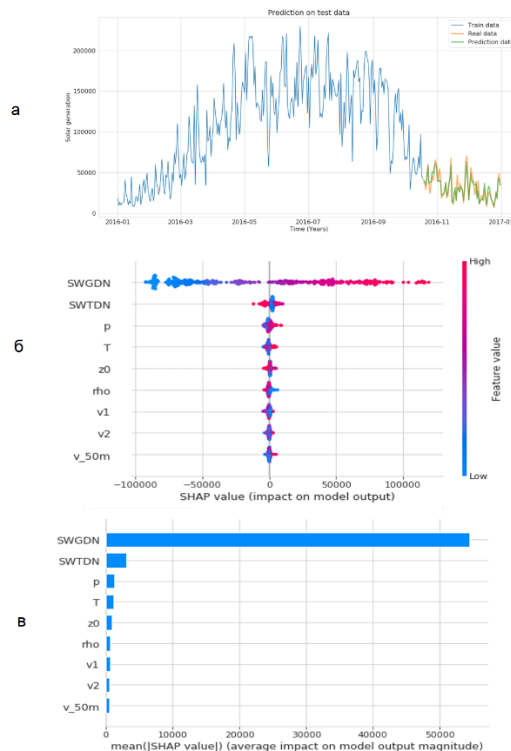 Prediction on test data
Train data
Real data
Prediction data
а
Solar generation
200000
150000
100000
50000
0
2016-01
2016-03
2016-05
2016-07
2016-09
2016-11
2017-01
Time (Years)
б
SWGDN
SWTDN
p
T
z0
rho
v1
v2
v_50m
−100000
−50000
0
50000
100000
SHAP value (impact on model output)
High
Feature value
Low
в
SWGDN
SWTDN
p
T
z0
rho
v1
v2
v_50m
0
10000
20000
30000
40000
50000
mean(|SHAP value|) (average impact on model output magnitude)